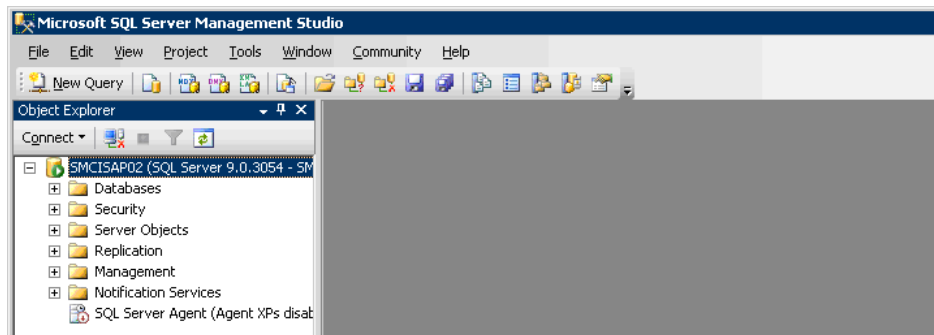 Microsoft SQL Server Management Studio
File Edit View Project Tools Window Community Help
New Query
Object Explorer
Connect
SMCISAP02 (SQL Server 9.0.3054 - SM
Databases
Security
Server Objects
Replication
Management
Notification Services
SQL Server Agent (Agent XPs disab